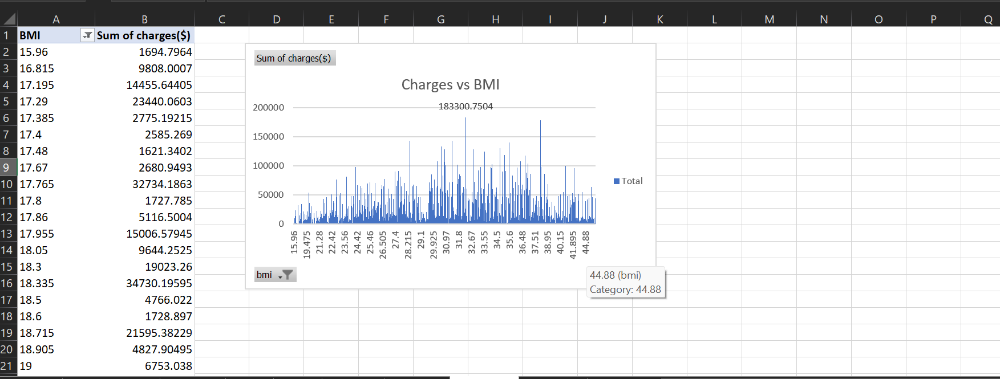 A B C D E F G H I J K L M N O P Q
1 BMI Sum of charges($)
2 15.96 1694.7964
3 16.815 9808.0007
4 17.195 14455.64405
5 17.29 23440.0603
6 17.385 2775.19215
7 17.4 2585.269
8 17.48 1621.3402
9 17.67 2680.9493
10 17.765 32734.1863
11 17.8 1727.785
12 17.86 5116.5004
13 17.955 15006.57945
14 18.05 9644.2525
15 18.3 19023.26
16 18.335 34730.19595
17 18.5 4766.022
18 18.6 1728.897
19 18.715 21595.38229
20 18.905 4827.90495
21 19 6753.038
Sum of charges($)
Charges vs BMI
183300.7504
200000
150000
100000
50000
0
15.96 19.475 21.28 22.42 23.56 24.42 25.46 26.505 27.4 28.215 29.1 29.925 30.97 31.8 32.67 33.55 34.5 35.6 36.48 37.51 38.95 40.15 41.895 44.88
Total
bmi
44.88 (bmi)
Category: 44.88